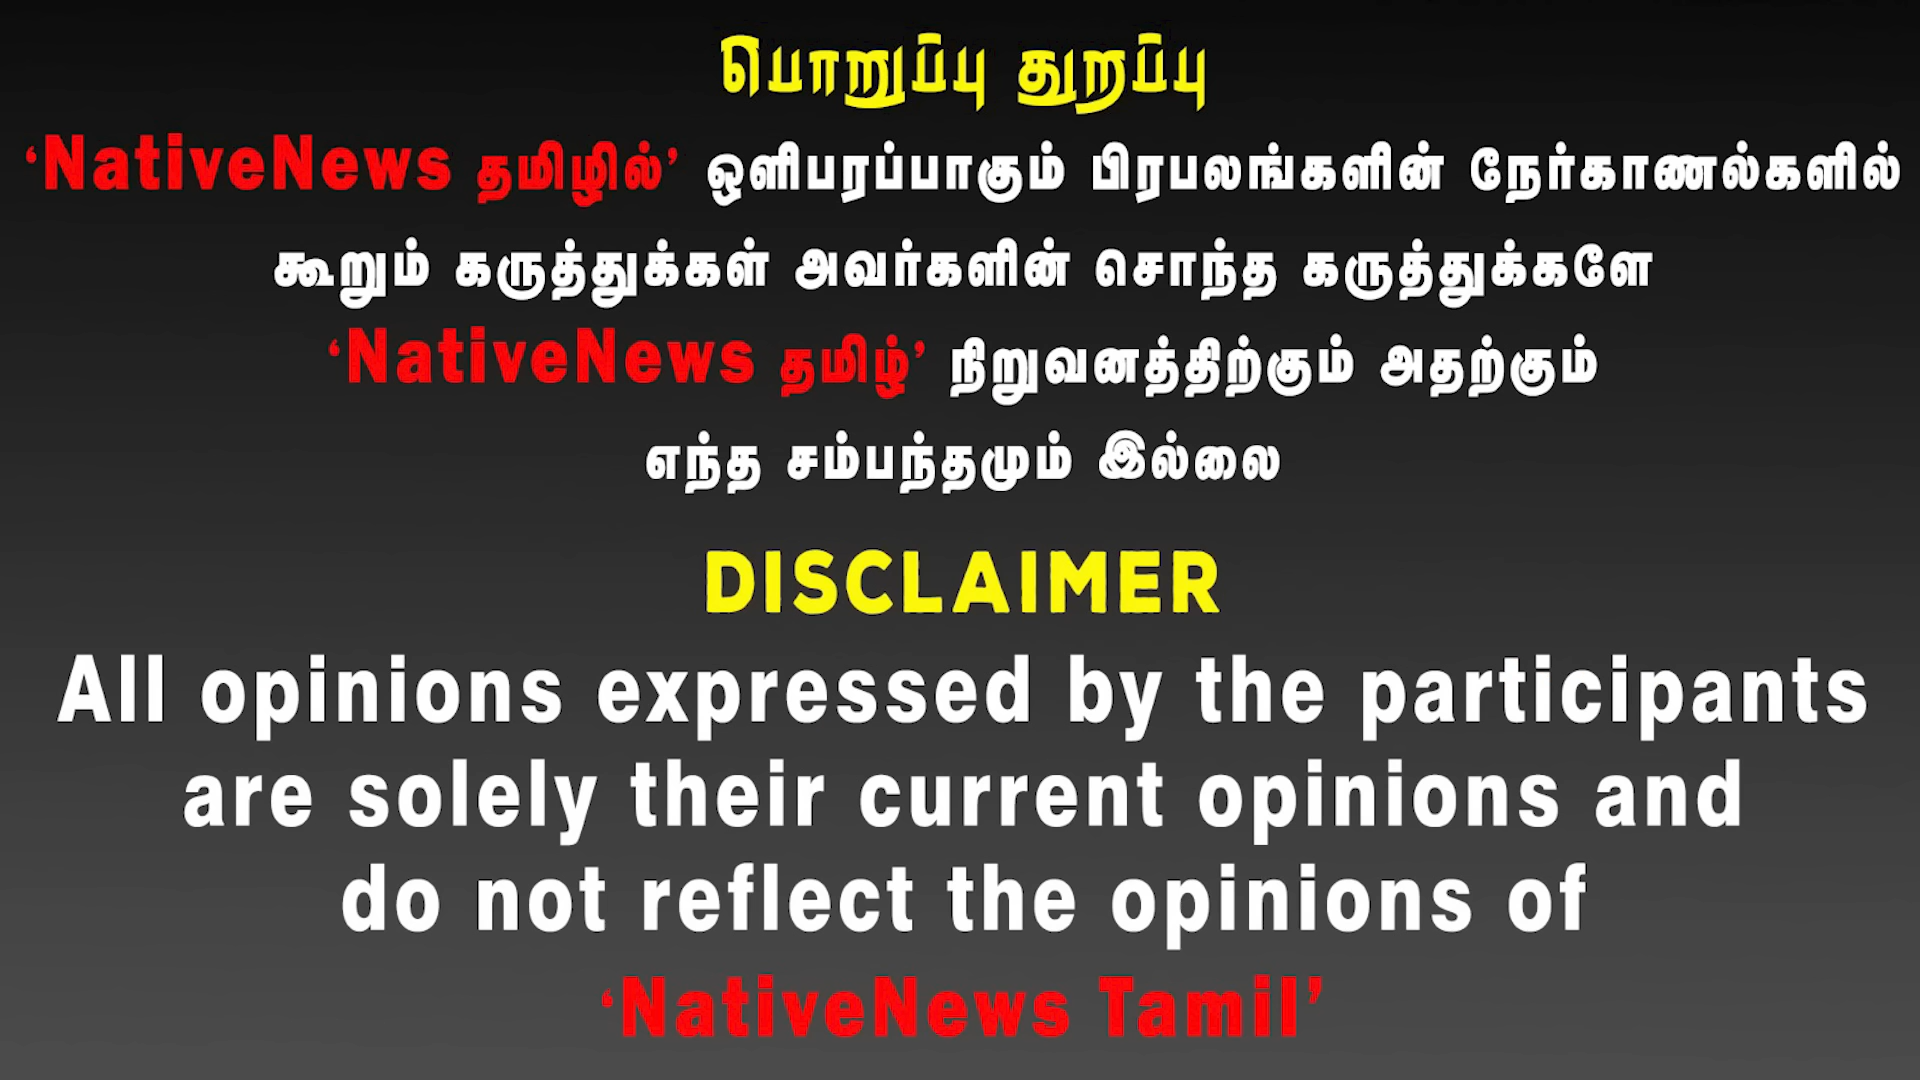 பொறுப்பு துறப்பு
‘NativeNews தமிழில்’ ஒளிபரப்பாகும் பிரபலங்களின் நேர்காணல்களில்
கூறும் கருத்துக்கள் அவர்களின் சொந்த கருத்துக்களே
‘NativeNews தமிழ்’ நிறுவனத்திற்கும் அதற்கும்
எந்த சம்பந்தமும் இல்லை
DISCLAIMER
All opinions expressed by the participants
are solely their current opinions and
do not reflect the opinions of
‘NativeNews Tamil’